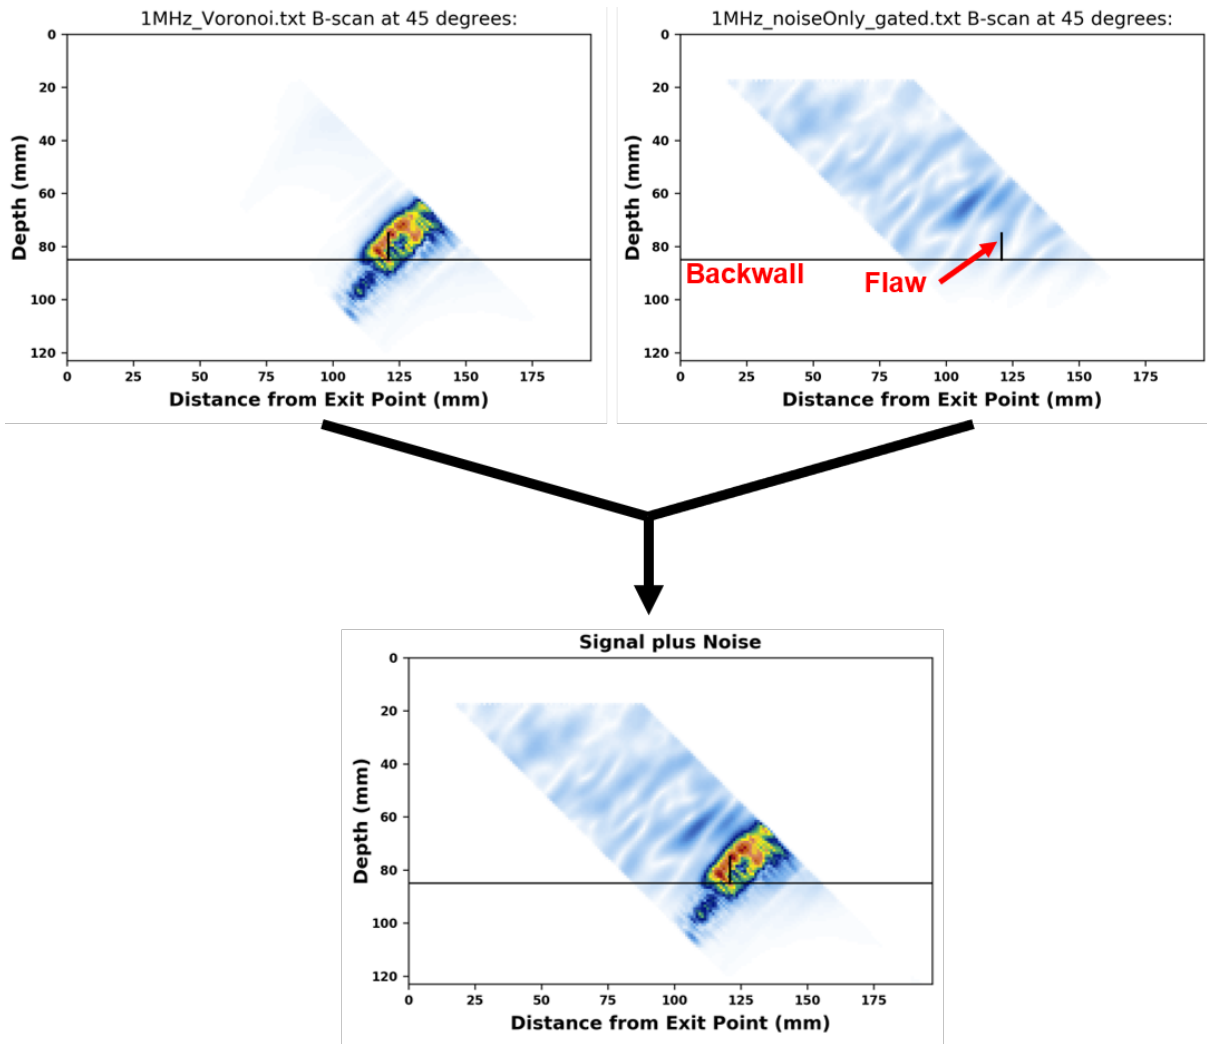 1MHz_Voronoi.txt B-scan at 45 degrees:
0
20
40
60
80
100
120
Depth (mm)
0 25 50 75 100 125 150 175
Distance from Exit Point (mm)
1MHz_noiseOnly_gated.txt B-scan at 45 degrees:
0
20
40
60
80
100
120
Depth (mm)
Backwall
Flaw
0 25 50 75 100 125 150 175
Distance from Exit Point (mm)
Signal plus Noise
0
20
40
60
80
100
120
Depth (mm)
0 25 50 75 100 125 150 175
Distance from Exit Point (mm)